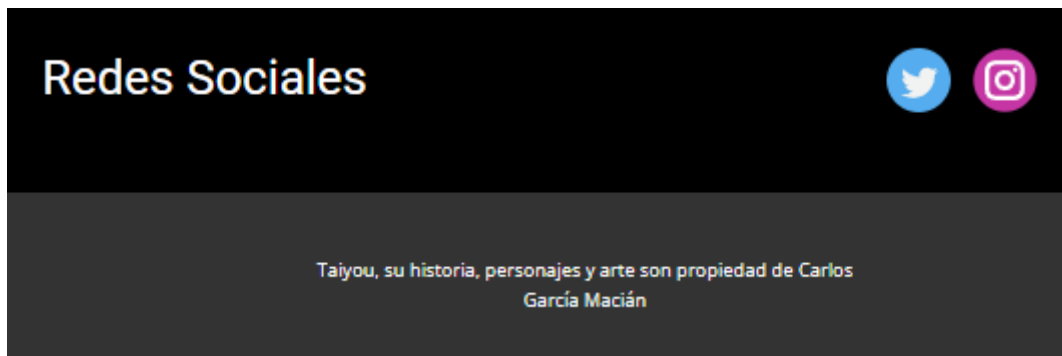 Redes Sociales
Taiyou, su historia, personajes y arte son propiedad de Carlos
García Macián